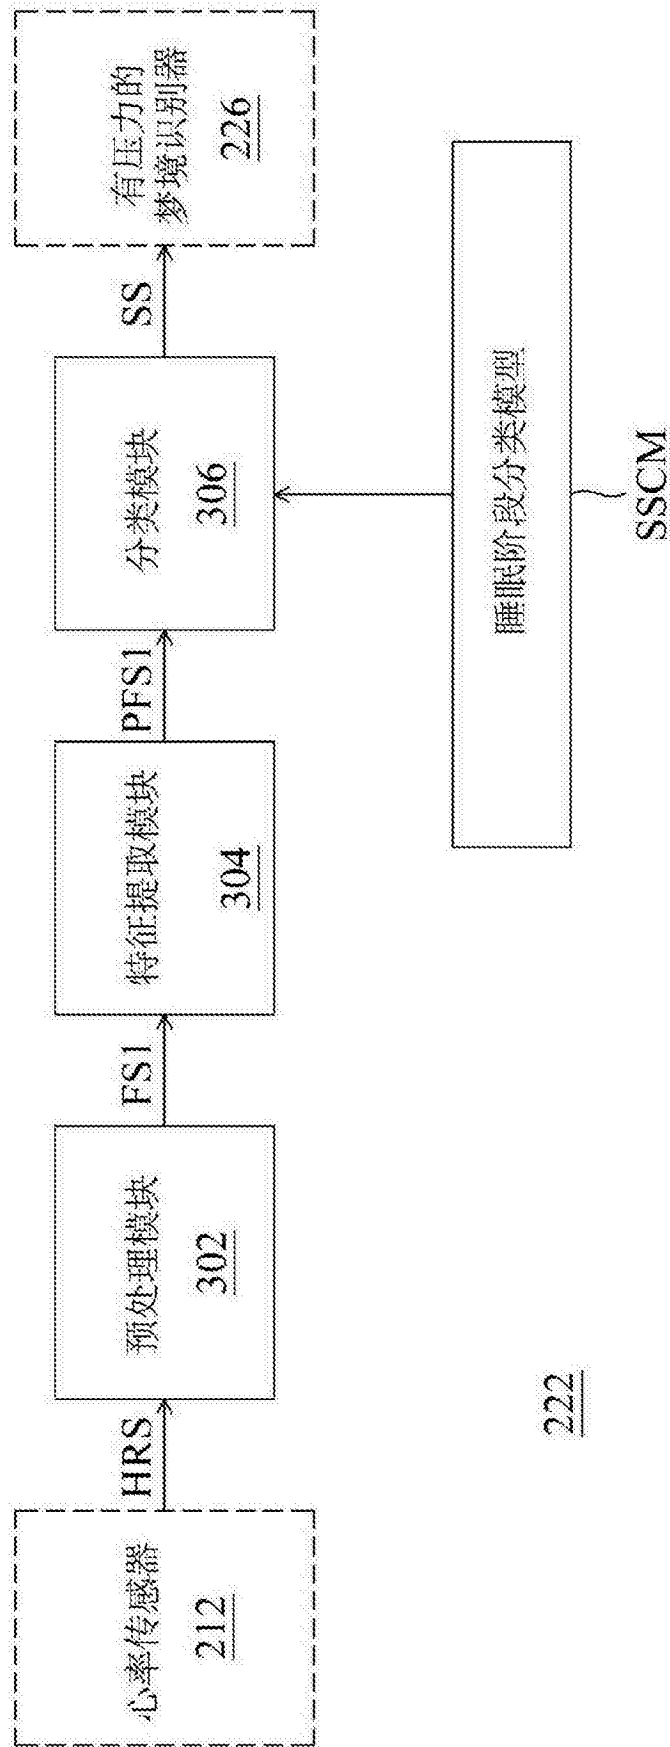 心率传感器
212
HRS
预处理模块
302
FS1
特征提取模块
304
PFS1
分类模块
306
SS
有压力的
梦境识别器
226
睡眠阶段分类模型
SSCM
222